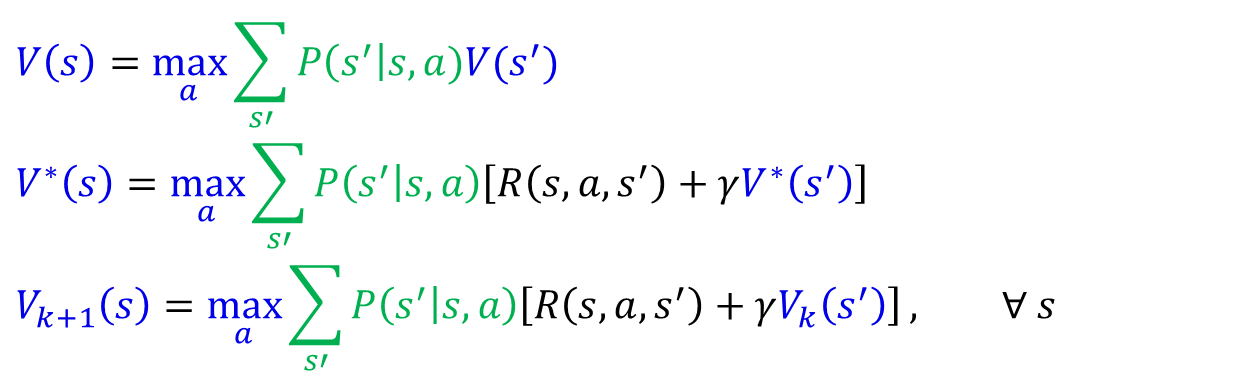 V(s) = max_a ∑_{s′} P(s′|s, a)V(s′)
V*(s) = max_a ∑_{s′} P(s′|s, a)[R(s, a, s′) + γV*(s′)]
V_{k+1}(s) = max_a ∑_{s′} P(s′|s, a)[R(s, a, s′) + γV_k(s′)] , ∀ s